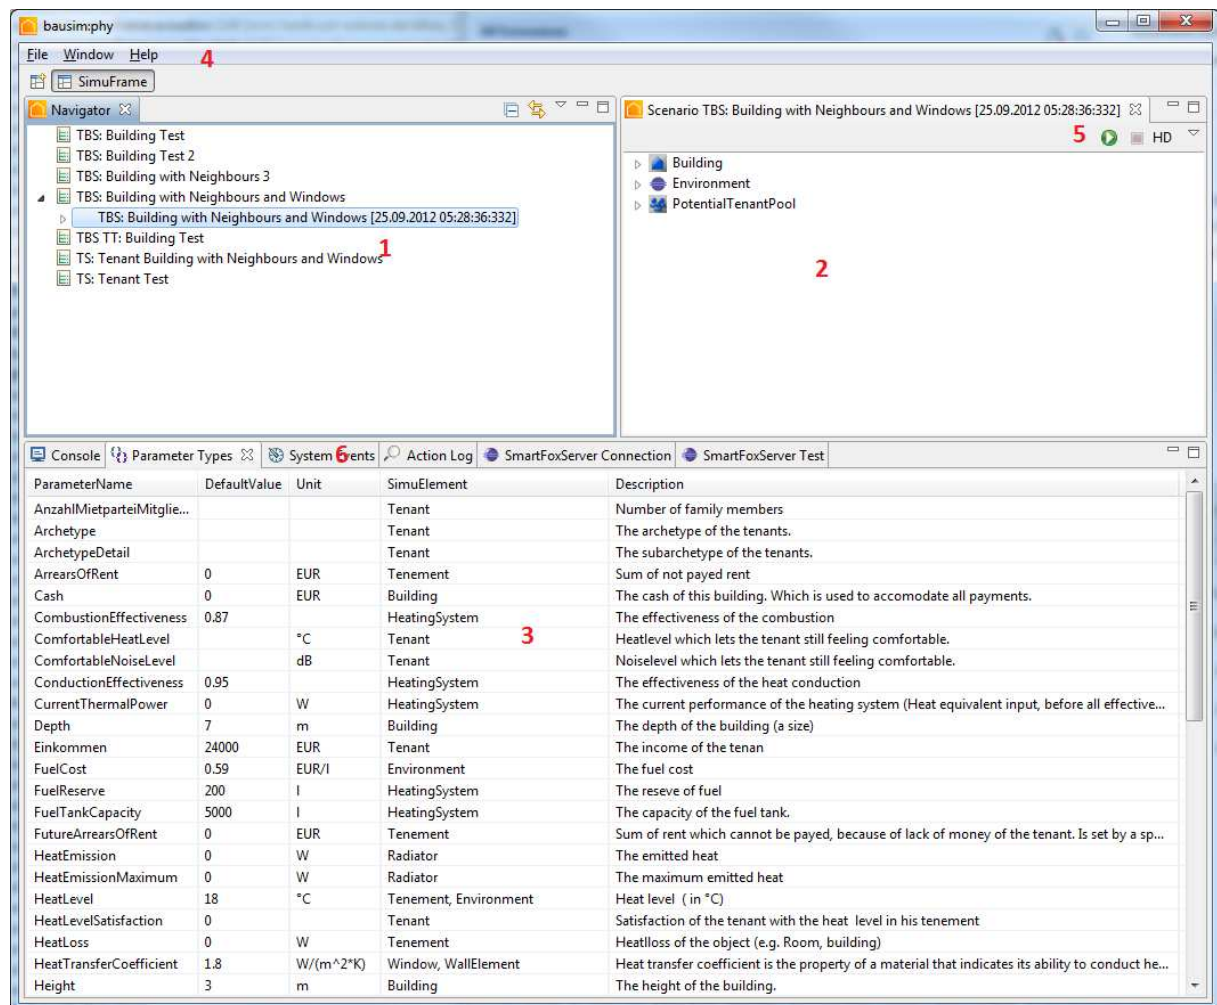 bausim:phy
File Window Help
4
SimuFrame
Navigator
TBS: Building Test
TBS: Building Test 2
TBS: Building with Neighbours 3
TBS: Building with Neighbours and Windows
TBS: Building with Neighbours and Windows [25.09.2012 05:28:36:332]
TBS TT: Building Test
1
TS: Tenant Building with Neighbours and Windows
TS: Tenant Test
Scenario TBS: Building with Neighbours and Windows [25.09.2012 05:28:36:332]
5 HD
Building
Environment
PotentialTenantPool
2
Console Parameter Types System Events Action Log SmartFoxServer Connection SmartFoxServer Test
6
ParameterName DefaultValue Unit SimuElement Description
AnzahlMietparteiMitglie... Tenant Number of family members
Archetype Tenant The archetype of the tenants.
ArchetypeDetail Tenant The subarchetype of the tenants.
ArrearsOfRent 0 EUR Tenement Sum of not payed rent
Cash 0 EUR Building The cash of this building. Which is used to accomodate all payments.
CombustionEffectiveness 0.87 HeatingSystem The effectiveness of the combustion
ComfortableHeatLevel °C Tenant Heatlevel which lets the tenant still feeling comfortable.
3
ComfortableNoiseLevel dB Tenant Noiselevel which lets the tenant still feeling comfortable.
ConductionEffectiveness 0.95 HeatingSystem The effectiveness of the heat conduction
CurrentThermalPower 0 W HeatingSystem The current performance of the heating system (Heat equivalent input, before all effective...
Depth 7 m Building The depth of the building (a size)
Einkommen 24000 EUR Tenant The income of the tenan
FuelCost 0.59 EUR/l Environment The fuel cost
FuelReserve 200 l HeatingSystem The reseve of fuel
FuelTankCapacity 5000 l HeatingSystem The capacity of the fuel tank.
FutureArrearsOfRent 0 EUR Tenement Sum of rent which cannot be payed, because of lack of money of the tenant. Is set by a sp...
HeatEmission 0 W Radiator The emitted heat
HeatEmissionMaximum 0 W Radiator The maximum emitted heat
HeatLevel 18 °C Tenement, Environment Heat level ( in °C)
HeatLevelSatisfaction 0 Tenant Satisfaction of the tenant with the heat level in his tenement
HeatLoss 0 W Tenement Heatlloss of the object (e.g. Room, building)
HeatTransferCoefficient 1.8 W/(m^2*K) Window, WallElement Heat transfer coefficient is the property of a material that indicates its ability to conduct he...
Height 3 m Building The height of the building.